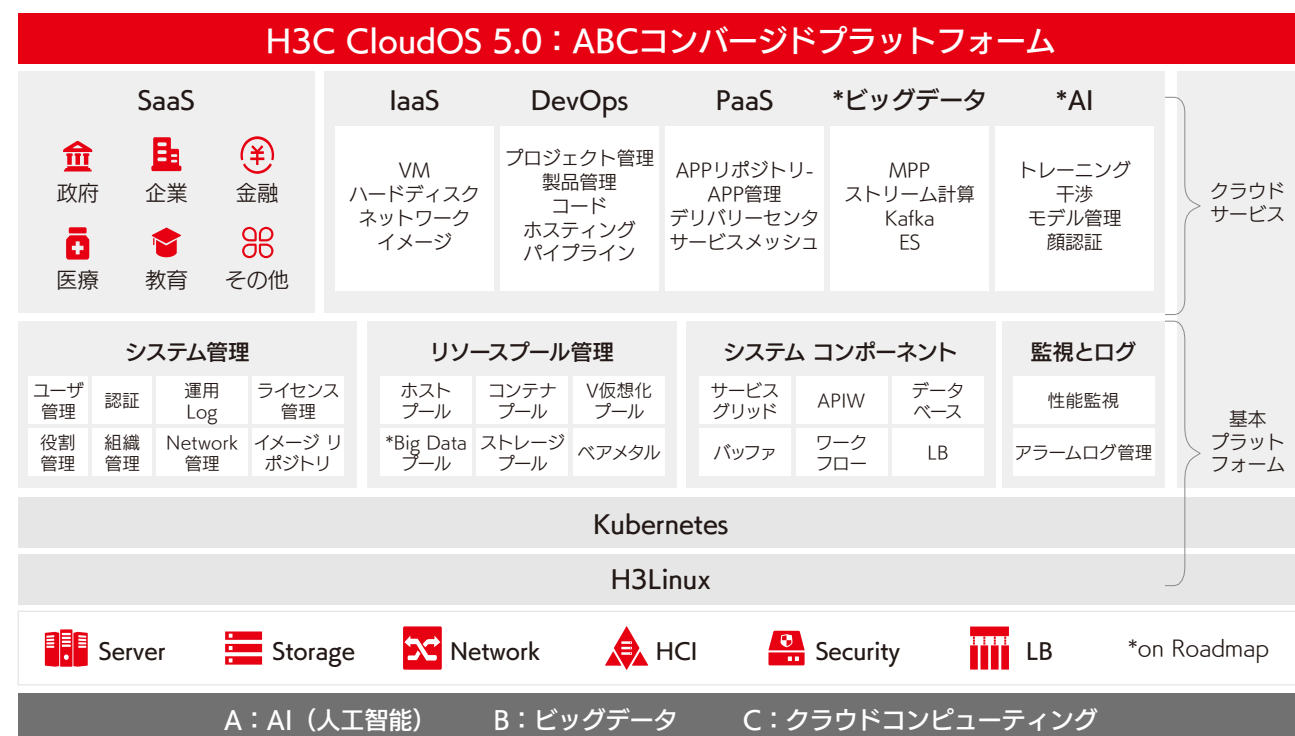 H3C CloudOS 5.0：ABCコンバージドプラットフォーム
SaaS
政府
企業
金融
医療
教育
その他
IaaS
VM
ハードディスク
ネットワーク
イメージ
DevOps
プロジェクト管理
製品管理
コード
ホスティング
パイプライン
PaaS
APPリポジトリ-
APP管理
デリバリーセンタ
サービスメッシュ
*ビッグデータ
MPP
ストリーム計算
Kafka
ES
*AI
トレーニング
干渉
モデル管理
顔認証
クラウド
サービス
システム管理
ユーザ
管理
認証
運用
Log
ライセンス
管理
役割
管理
組織
管理
Network
管理
イメージ リ
ポジトリ
リソースプール管理
ホスト
プール
コンテナ
プール
V仮想化
プール
*Big Data
プール
ストレージ
プール
ベアメタル
システム コンポーネント
サービス
グリッド
APIW
データ
ベース
バッファ
ワーク
フロー
LB
監視とログ
性能監視
アラームログ管理
基本
プラット
フォーム
Kubernetes
H3Linux
Server
Storage
Network
HCI
Security
LB
*on Roadmap
A：AI（人工智能）
B：ビッグデータ
C：クラウドコンピューティング